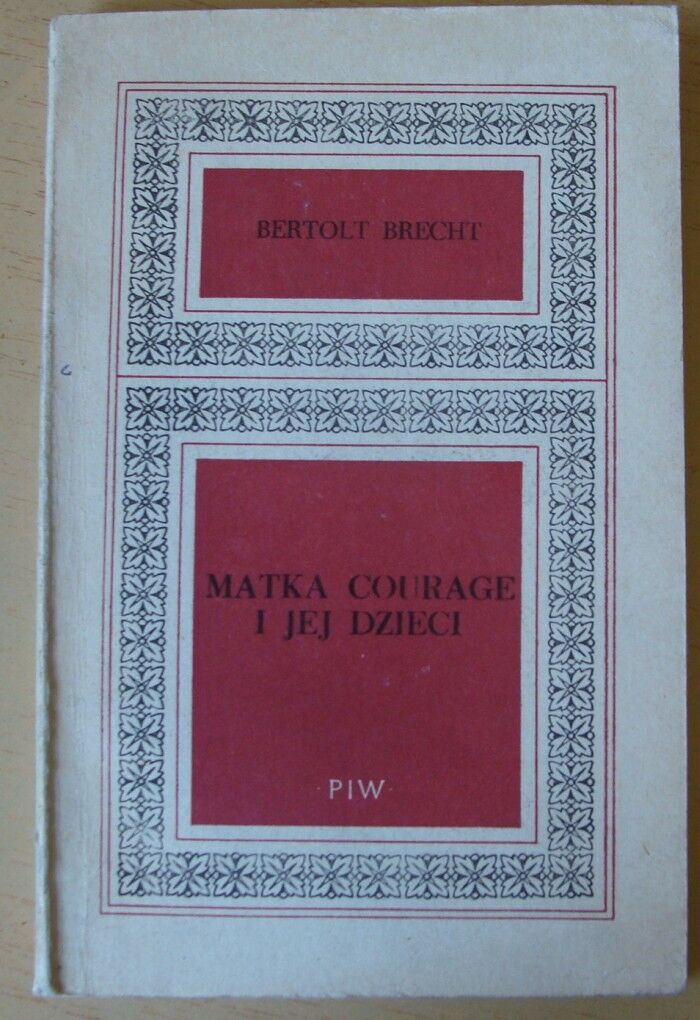 BERTOLT BRECHT
MATKA COURAGE
I JEJ DZIECI
PIW